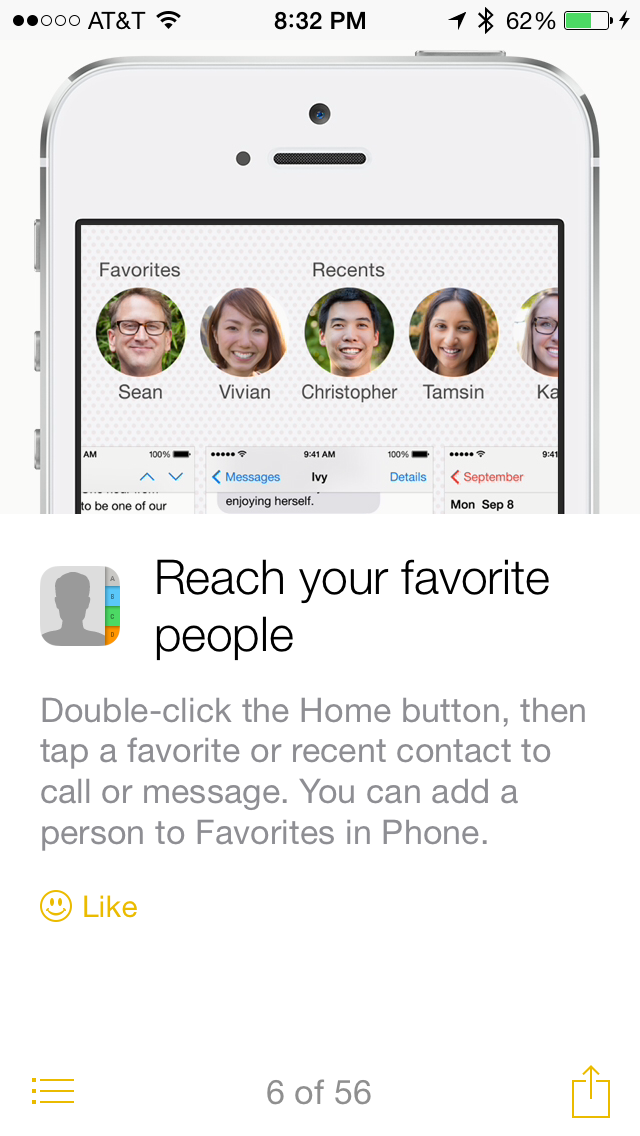 AT&T 8:32 PM 62%
Favorites Recents
Sean Vivian Christopher Tamsin Ka
AM 100% 9:41 AM 100% 9:41
Messages Ivy Details September
to be one of our enjoying herself. Mon Sep 8
Reach your favorite
people
A
B
C
D
Double-click the Home button, then
tap a favorite or recent contact to
call or message. You can add a
person to Favorites in Phone.
Like
6 of 56